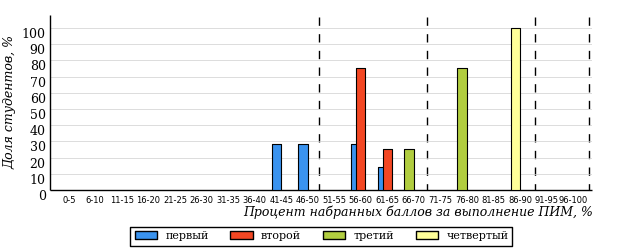 Доля студентов, %
100
90
80
70
60
50
40
30
20
10
0
0-5 6-10 11-15 16-20 21-25 26-30 31-35 36-40 41-45 46-50 51-55 56-60 61-65 66-70 71-75 76-80 81-85 86-90 91-95 96-100
Процент набранных баллов за выполнение ПИМ, %
первый второй третий четвертый